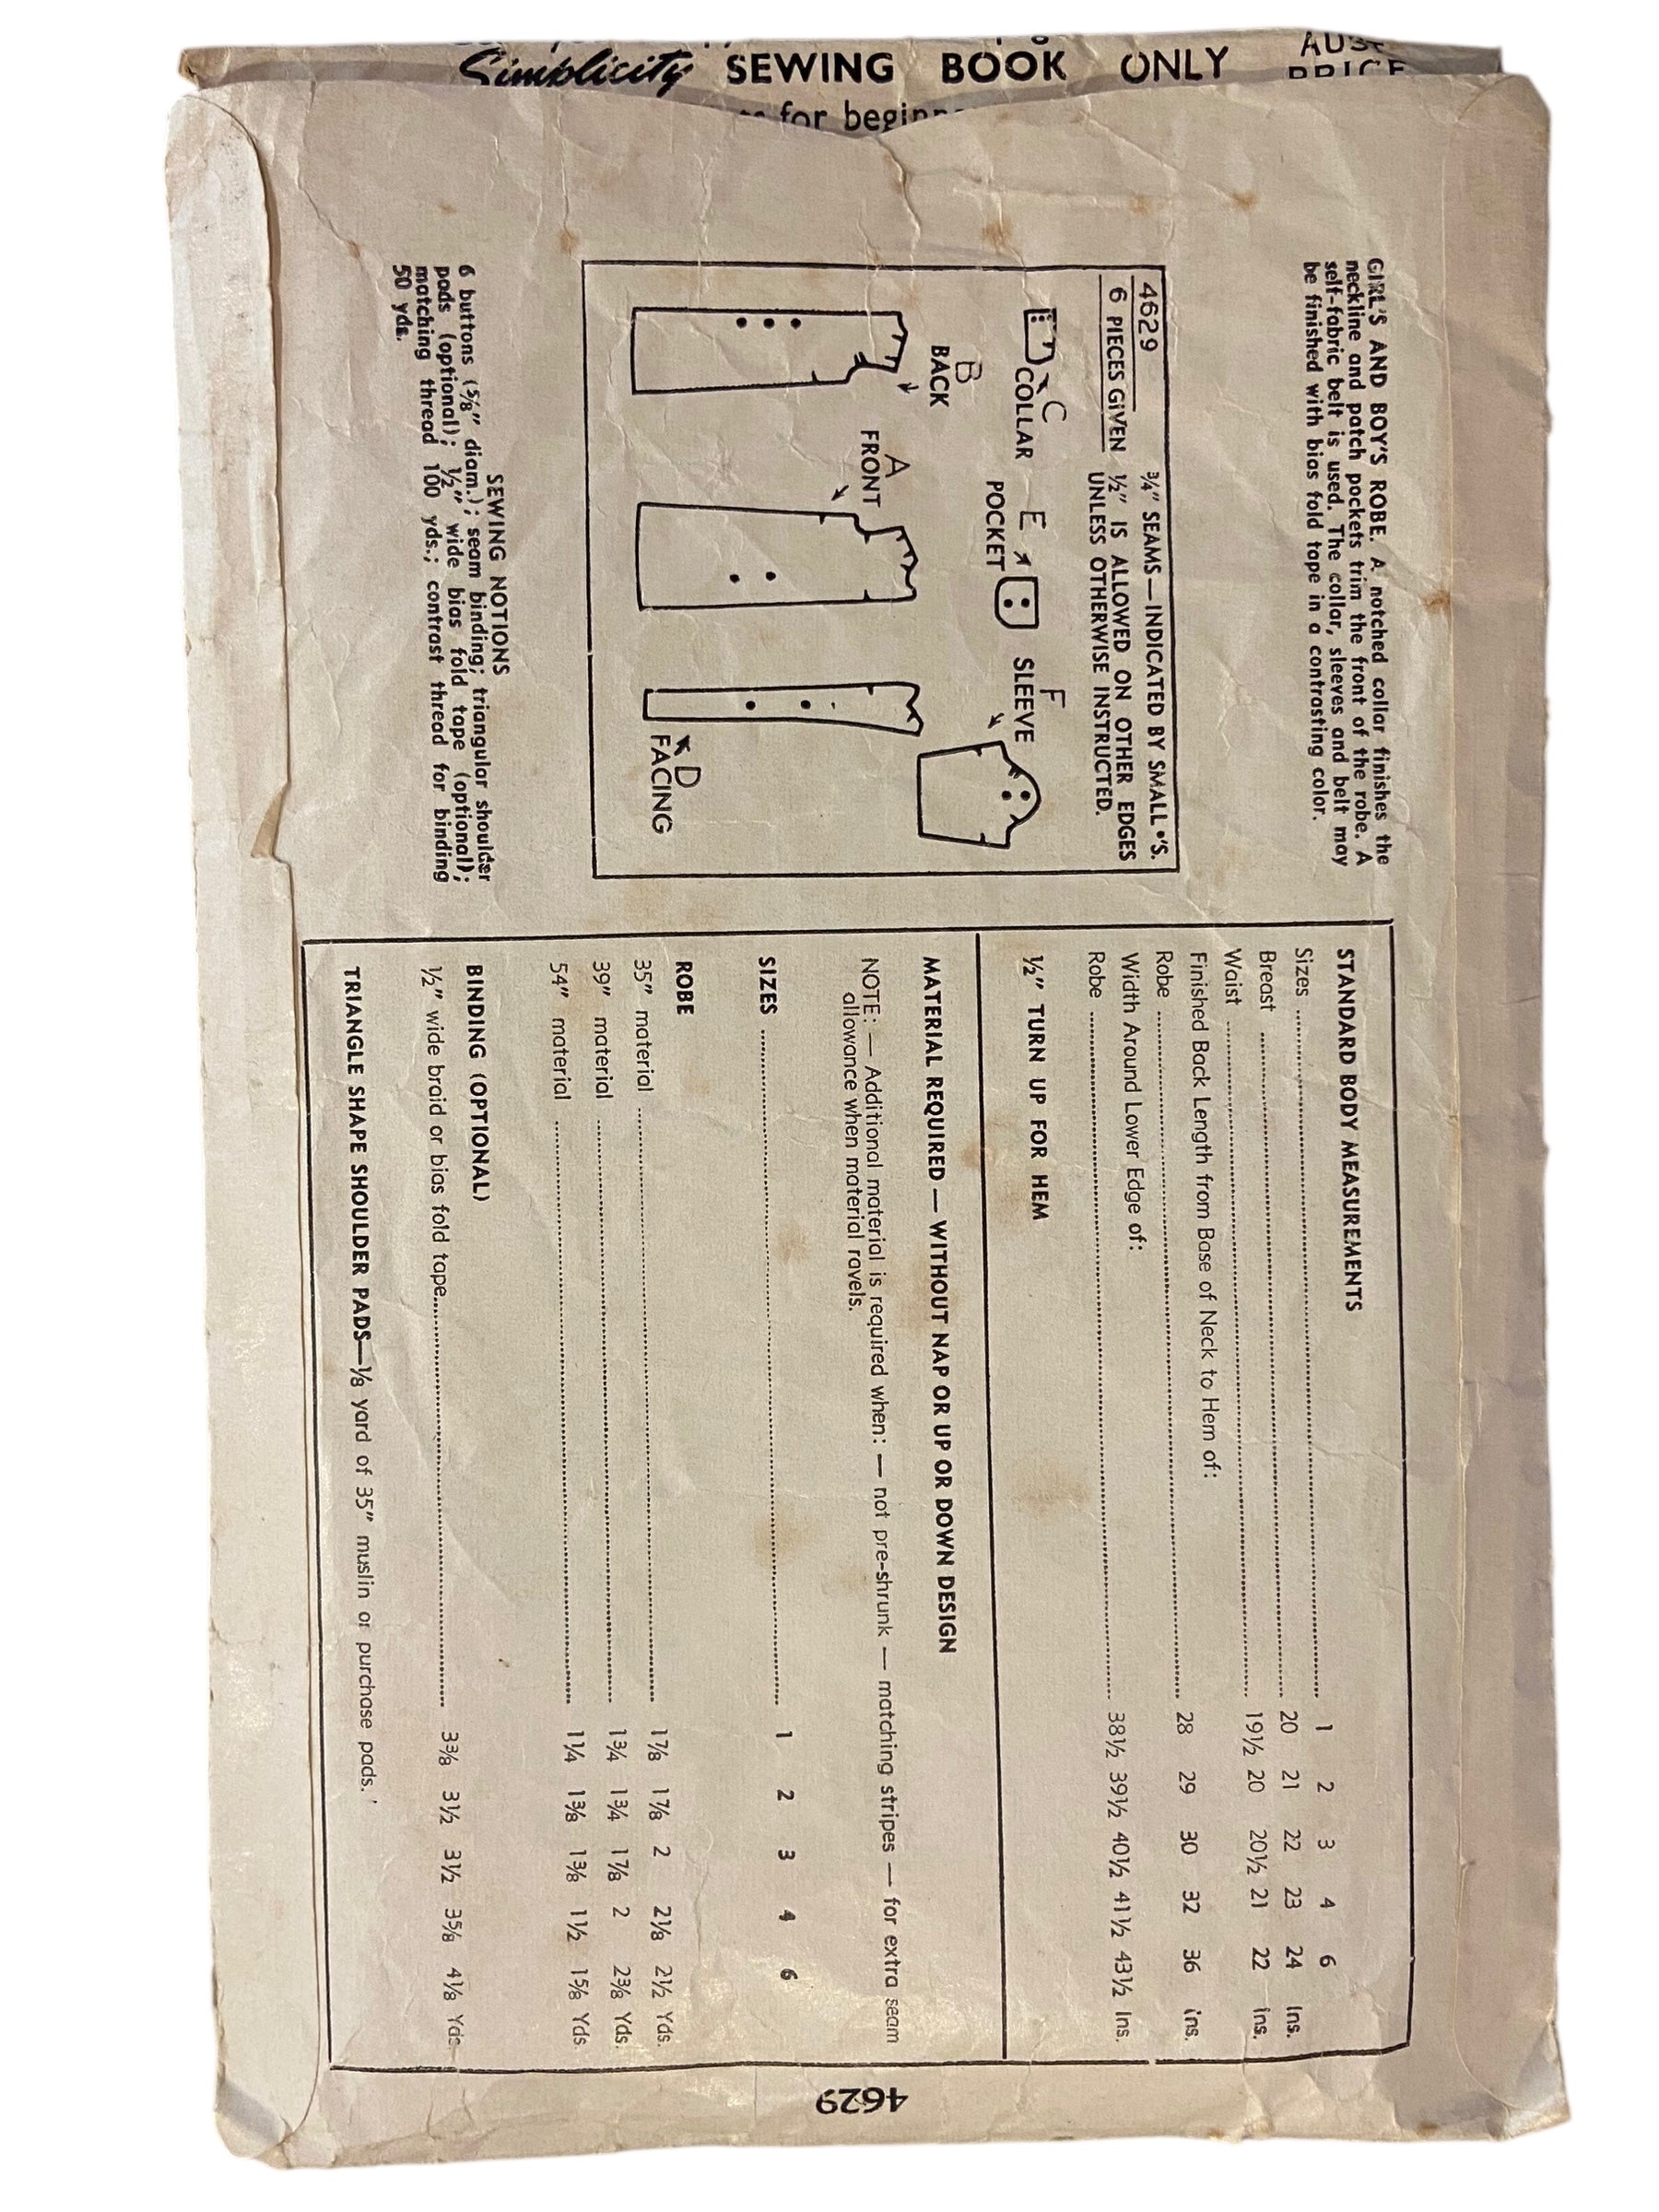 Simplicity SEWING BOOK ONLY
for
GIRL'S AND BOY'S ROBE. A notched collar finishes the
neckline and patch pockets trim the front of the robe. A
self-fabric belt is used. The collar, sleeves and belt may
be finished with bias fold tape in a contrasting color.
4629
6 PIECES GIVEN
¾" SEAMS—INDICATED BY SMALL •'S.
½" IS ALLOWED ON OTHER EDGES
UNLESS OTHERWISE INSTRUCTED.
C
COLLAR
E
POCKET
F
SLEEVE
B
BACK
A
FRONT
D
FACING
SEWING NOTIONS
6 buttons (⅝" diam.); seam binding; triangular shoulder
pads (optional); ½" wide bias fold tape (optional);
matching thread 100 yds.; contrast thread for binding
50 yds.
STANDARD BODY MEASUREMENTS
Sizes 1 2 3 4 6
Breast 20 21 22 23 24 Ins.
Waist 19½ 20 20½ 21 22 ins.
Finished Back Length from Base of Neck to Hem of:
Robe 28 29 30 32 36 ins.
Width Around Lower Edge of:
Robe 38½ 39½ 40½ 41½ 43½ Ins.
½" TURN UP FOR HEM
MATERIAL REQUIRED — WITHOUT NAP OR UP OR DOWN DESIGN
NOTE: — Additional material is required when: — not pre-shrunk — matching stripes — for extra seam
allowance when material ravels.
SIZES 1 2 3 4 6
ROBE
35" material 1⅞ 1⅞ 2 2⅛ 2½ Yds.
39" material 1¾ 1¾ 1⅞ 2 2⅜ Yds.
54" material 1¼ 1⅜ 1⅜ 1½ 1⅝ Yds
BINDING (OPTIONAL)
½" wide braid or bias fold tape 3⅜ 3½ 3½ 3⅝ 4⅛ Yds
TRIANGLE SHAPE SHOULDER PADS—⅛ yard of 35" muslin or purchase pads.
4629